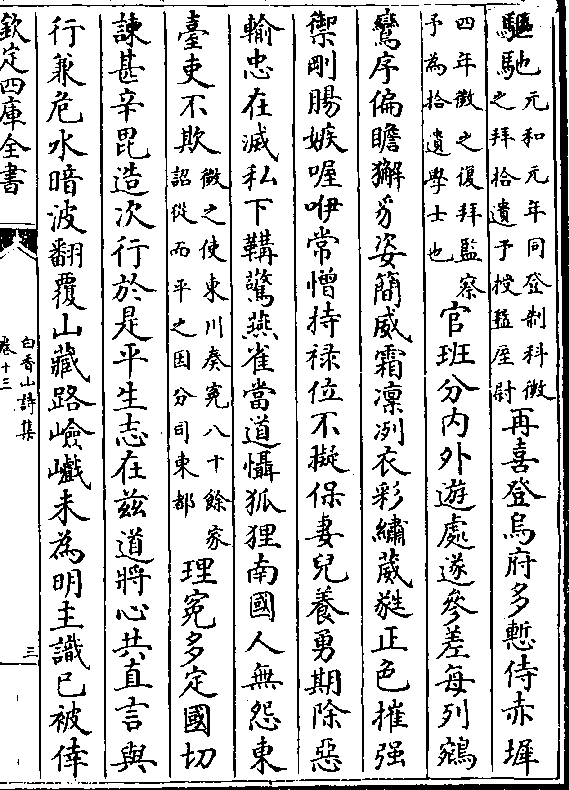 驅馳元和元年同登制科微之拜拾遺予授盩厔尉再喜登烏府多慙侍赤墀
四年微之復拜監察予為拾遺學士也官班分内外遊處遂參差每列鵷
鸞序偏瞻獬豸姿簡威霜凛冽衣彩繡葳蕤正色摧强
禦剛腸嫉喔咿常憎持禄位不擬保妻兒養勇期除惡
輸忠在滅私下鞲驚燕雀當道懾狐狸南國人無怨東
臺吏不欺微之使東川奏寃八十餘家詔從而平之因分司東都理寃多定國切
諫甚辛毘造次行於是平生志在兹道將心共直言與
行兼危水暗波翻覆山藏路嶮巇未為明主識已被倖
欽定四庫全書
白香山詩集
卷十三
三